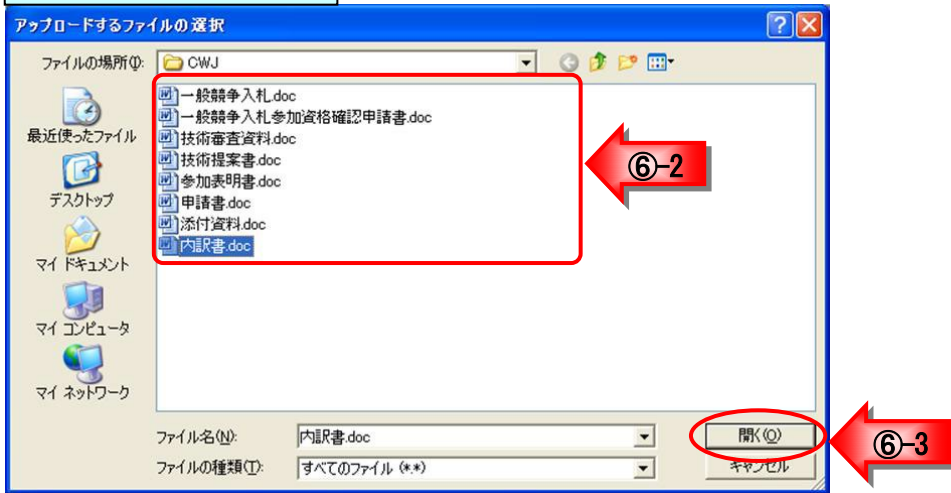 アップロードするファイルの選択
ファイルの場所(I):
CWJ
最近使ったファイル
デスクトップ
マイ ドキュメント
マイ コンピュータ
マイ ネットワーク
一般競争入札.doc
一般競争入札参加資格確認申請書.doc
技術審査資料.doc
技術提案書.doc
参加表明書.doc
申請書.doc
添付資料.doc
内訳書.doc
⑥-2
ファイル名(N):
内訳書.doc
開く(O)
⑥-3
ファイルの種類(T):
すべてのファイル (*.*)
キャンセル